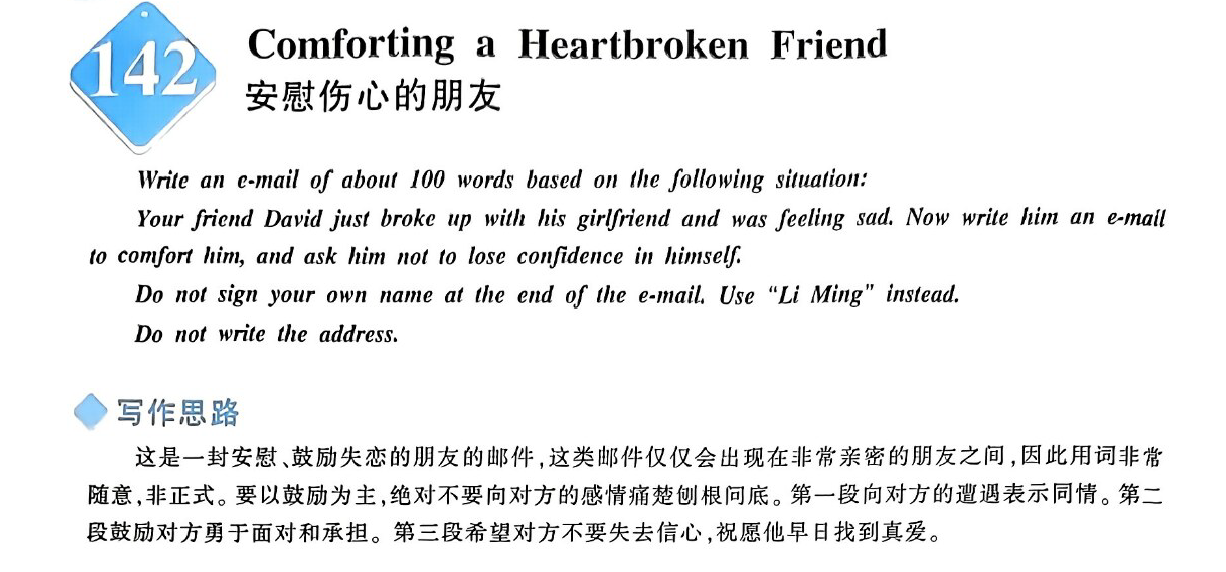 142
Comforting a Heartbroken Friend
安慰伤心的朋友
Write an e-mail of about 100 words based on the following situation:
Your friend David just broke up with his girlfriend and was feeling sad. Now write him an e-mail
to comfort him, and ask him not to lose confidence in himself.
Do not sign your own name at the end of the e-mail. Use “Li Ming” instead.
Do not write the address.
写作思路
这是一封安慰、鼓励失恋的朋友的邮件,这类邮件仅仅会出现在非常亲密的朋友之间,因此用词非常
随意,非正式。要以鼓励为主,绝对不要向对方的感情痛楚刨根问底。第一段向对方的遭遇表示同情。第二
段鼓励对方勇于面对和承担。第三段希望对方不要失去信心,祝愿他早日找到真爱。